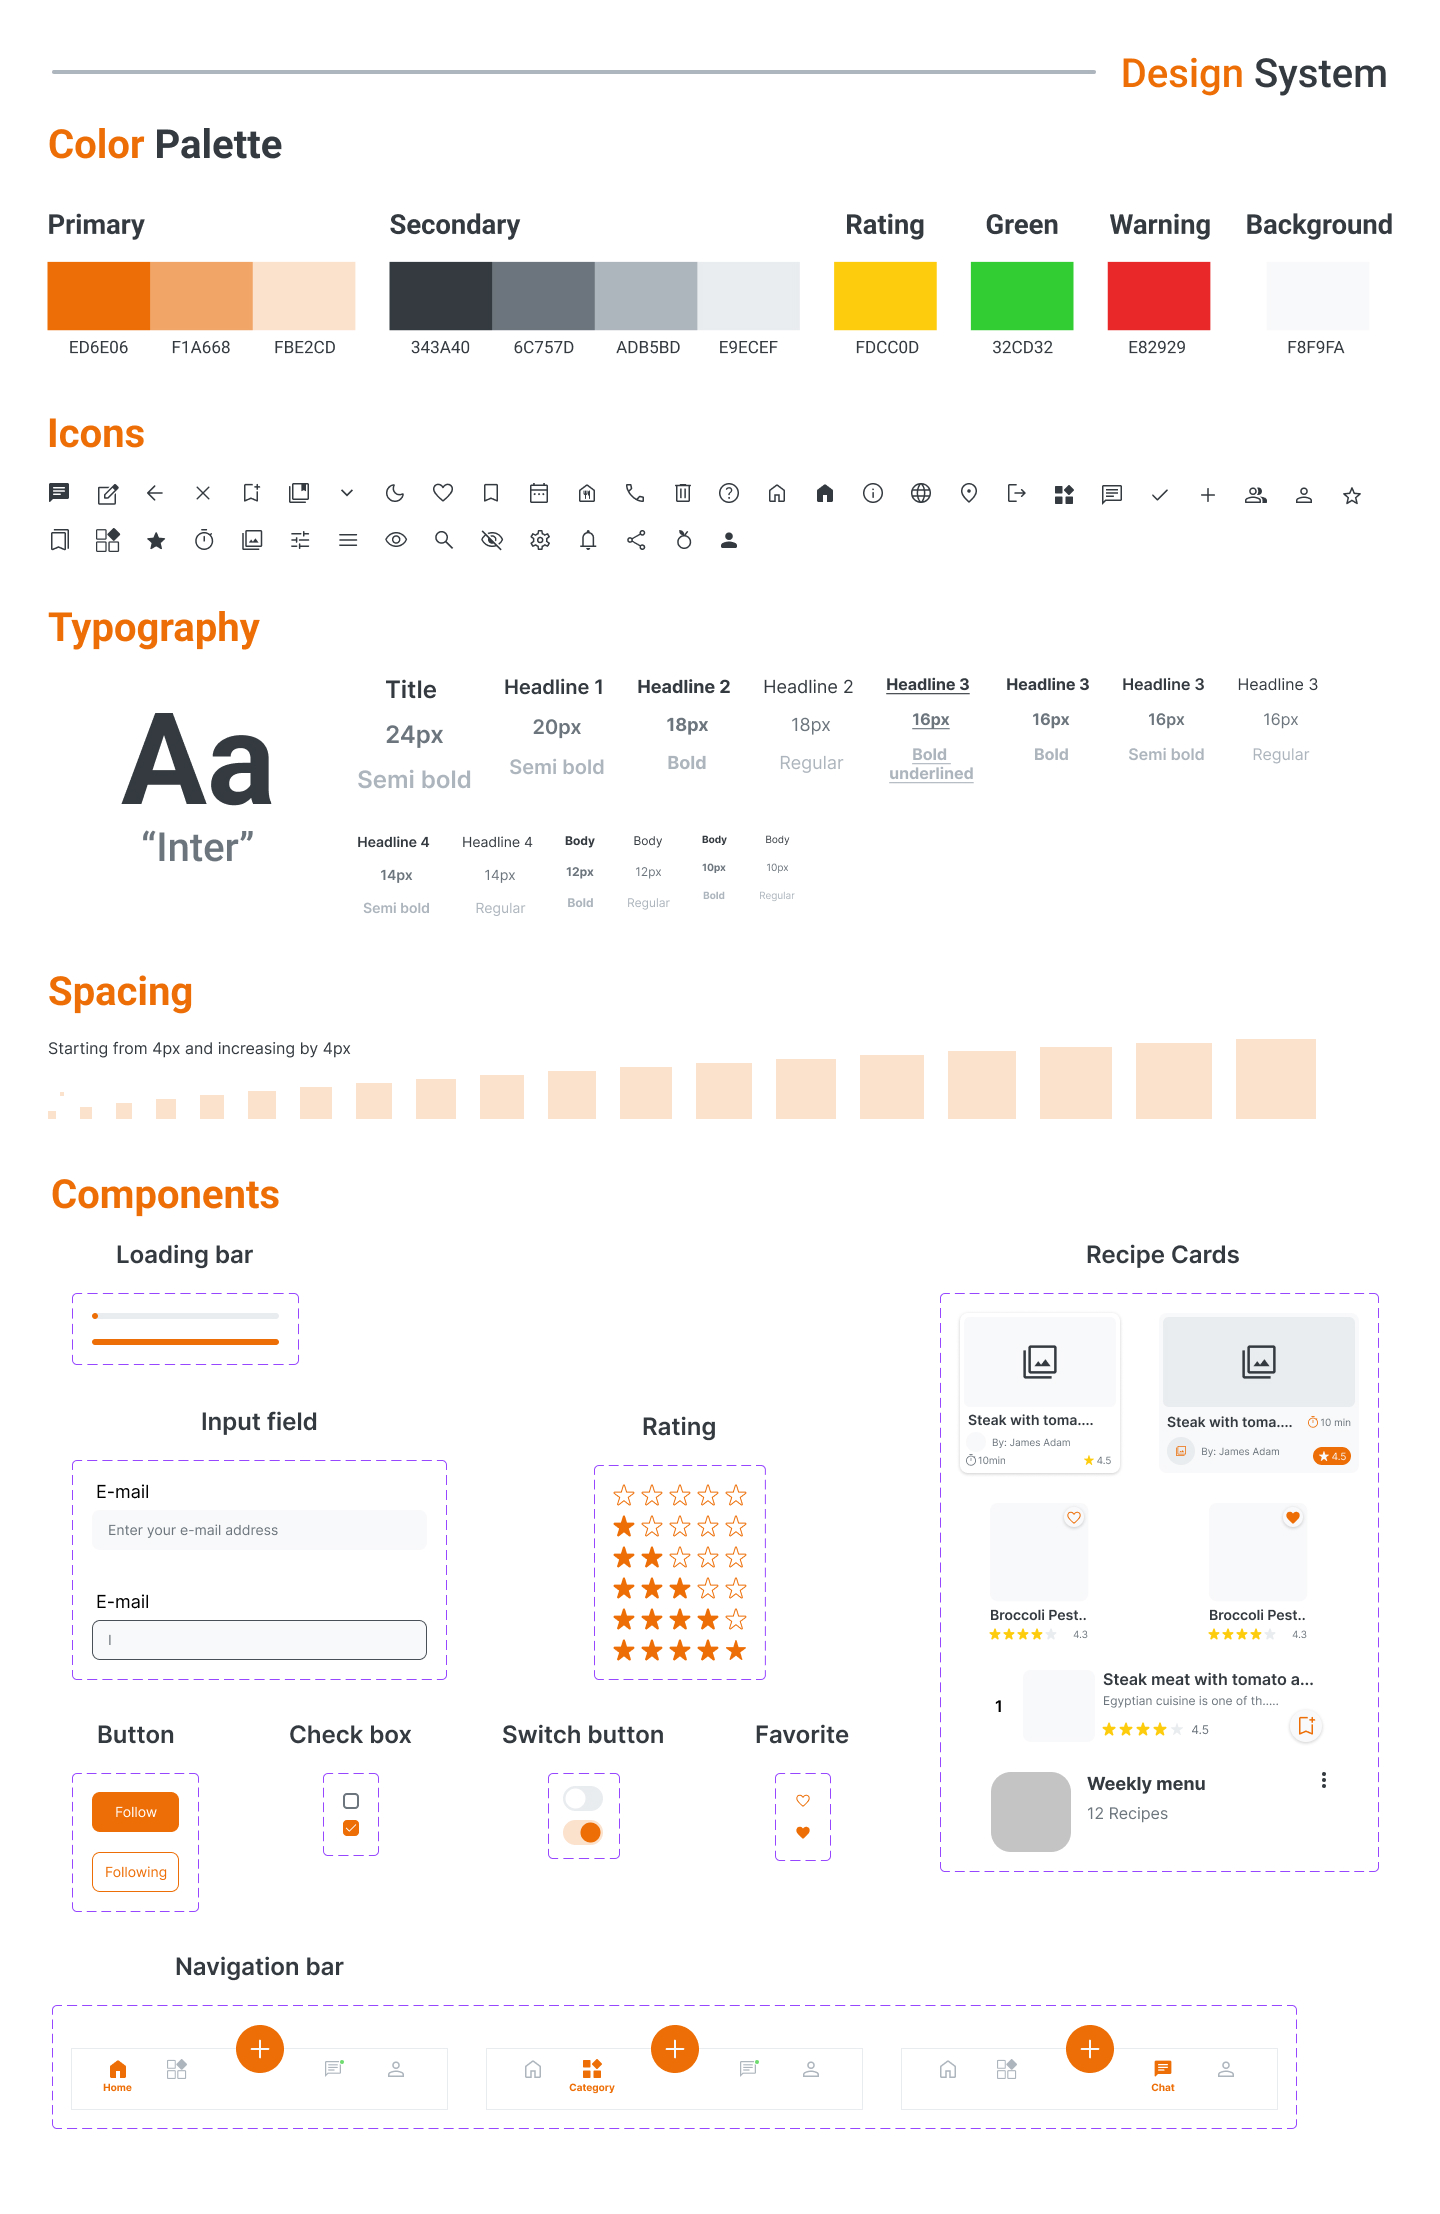 Design System
Color Palette
Primary
Secondary
Rating
Green
Warning
Background
ED6E06
F1A668
FBE2CD
343A40
6C757D
ADB5BD
E9ECEF
FDCC0D
32CD32
E82929
F8F9FA
Icons
Typography
Aa
“Inter”
Title
24px
Semi bold
Headline 1
20px
Semi bold
Headline 2
18px
Bold
Headline 2
18px
Regular
Headline 3
16px
Bold
underlined
Headline 3
16px
Bold
Headline 3
16px
Semi bold
Headline 3
16px
Regular
Headline 4
14px
Semi bold
Headline 4
14px
Regular
Body
12px
Bold
Body
12px
Regular
Body
10px
Bold
Body
10px
Regular
Spacing
Starting from 4px and increasing by 4px
Components
Loading bar
Input field
E-mail
Enter your e-mail address
E-mail
Rating
Button
Follow
Following
Check box
Switch button
Favorite
Recipe Cards
Steak with toma....
By: James Adam
10min
4.5
Steak with toma....
10 min
By: James Adam
4.5
Broccoli Pest..
4.3
Broccoli Pest..
4.3
1
Steak meat with tomato a...
Egyptian cuisine is one of th.....
4.5
Weekly menu
12 Recipes
Navigation bar
Home
Category
Chat